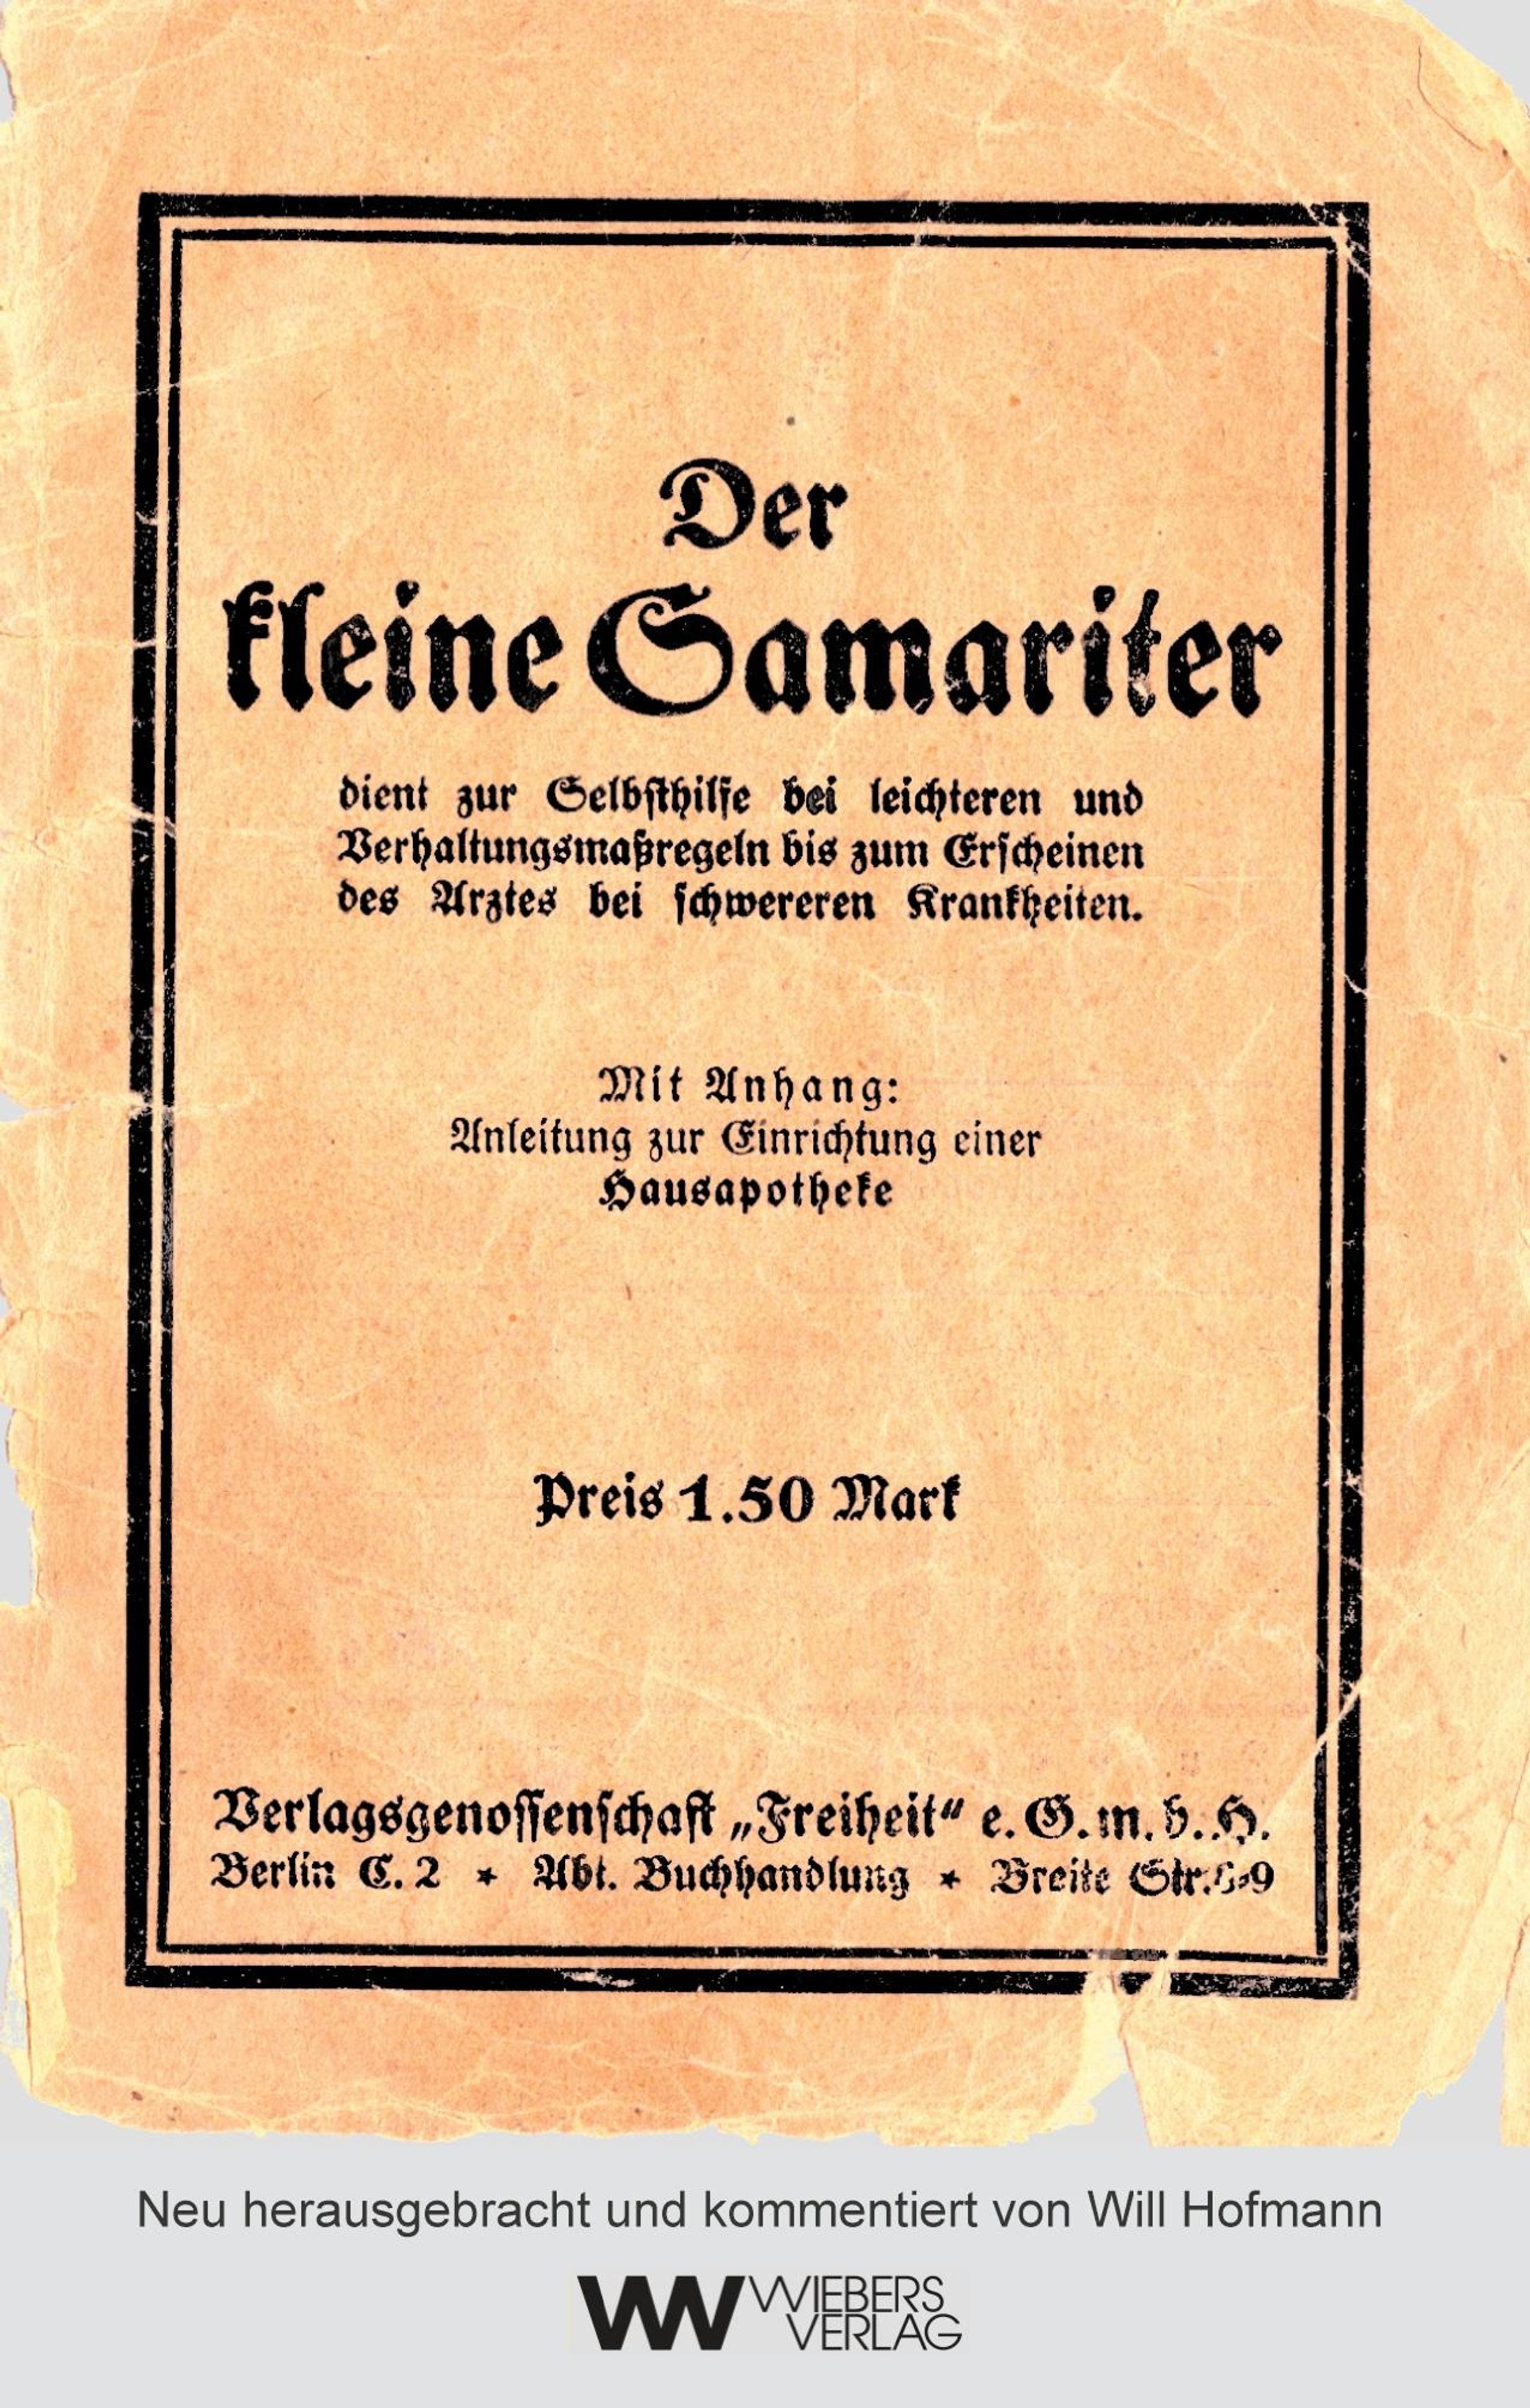 Der
kleine Samariter
dient zur Selbsthilfe bei leichteren und
Verhaltungsmaßregeln bis zum Erscheinen
des Arztes bei schwereren Krankheiten.
Mit Anhang:
Anleitung zur Einrichtung einer
Hausapotheke
Preis 1.50 Mark
Verlagsgenossenschaft „Freiheit“ e. G. m. b. H.
Berlin C. 2 * Abt. Buchhandlung * Breite Str.
Neu herausgebracht und kommentiert von Will Hofmann
WIEBERS
VERLAG